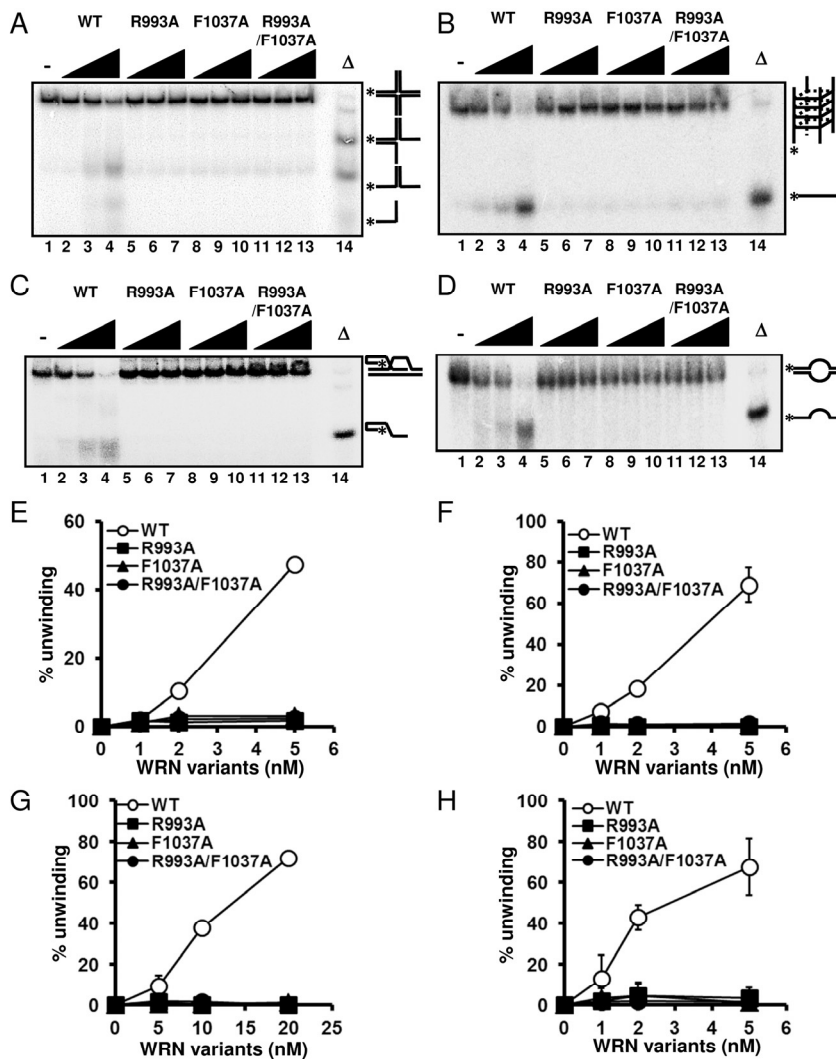 A
WT R993A F1037A R993A
/F1037A
- Δ
*
*
*
*
1 2 3 4 5 6 7 8 9 10 11 12 13 14
B
WT R993A F1037A R993A
/F1037A
- Δ
*
*
1 2 3 4 5 6 7 8 9 10 11 12 13 14
C
WT R993A F1037A R993A
/F1037A
- Δ
*
*
1 2 3 4 5 6 7 8 9 10 11 12 13 14
D
WT R993A F1037A R993A
/F1037A
- Δ
*
*
1 2 3 4 5 6 7 8 9 10 11 12 13 14
E
% unwinding
60
40
20
0
WT
R993A
F1037A
R993A/F1037A
0 1 2 3 4 5 6
WRN variants (nM)
F
% unwinding
100
80
60
40
20
0
WT
R993A
F1037A
R993A/F1037A
0 1 2 3 4 5 6
WRN variants (nM)
G
% unwinding
100
80
60
40
20
0
WT
R993A
F1037A
R993A/F1037A
0 5 10 15 20 25
WRN variants (nM)
H
% unwinding
100
80
60
40
20
0
WT
R993A
F1037A
R993A/F1037A
0 1 2 3 4 5 6
WRN variants (nM)